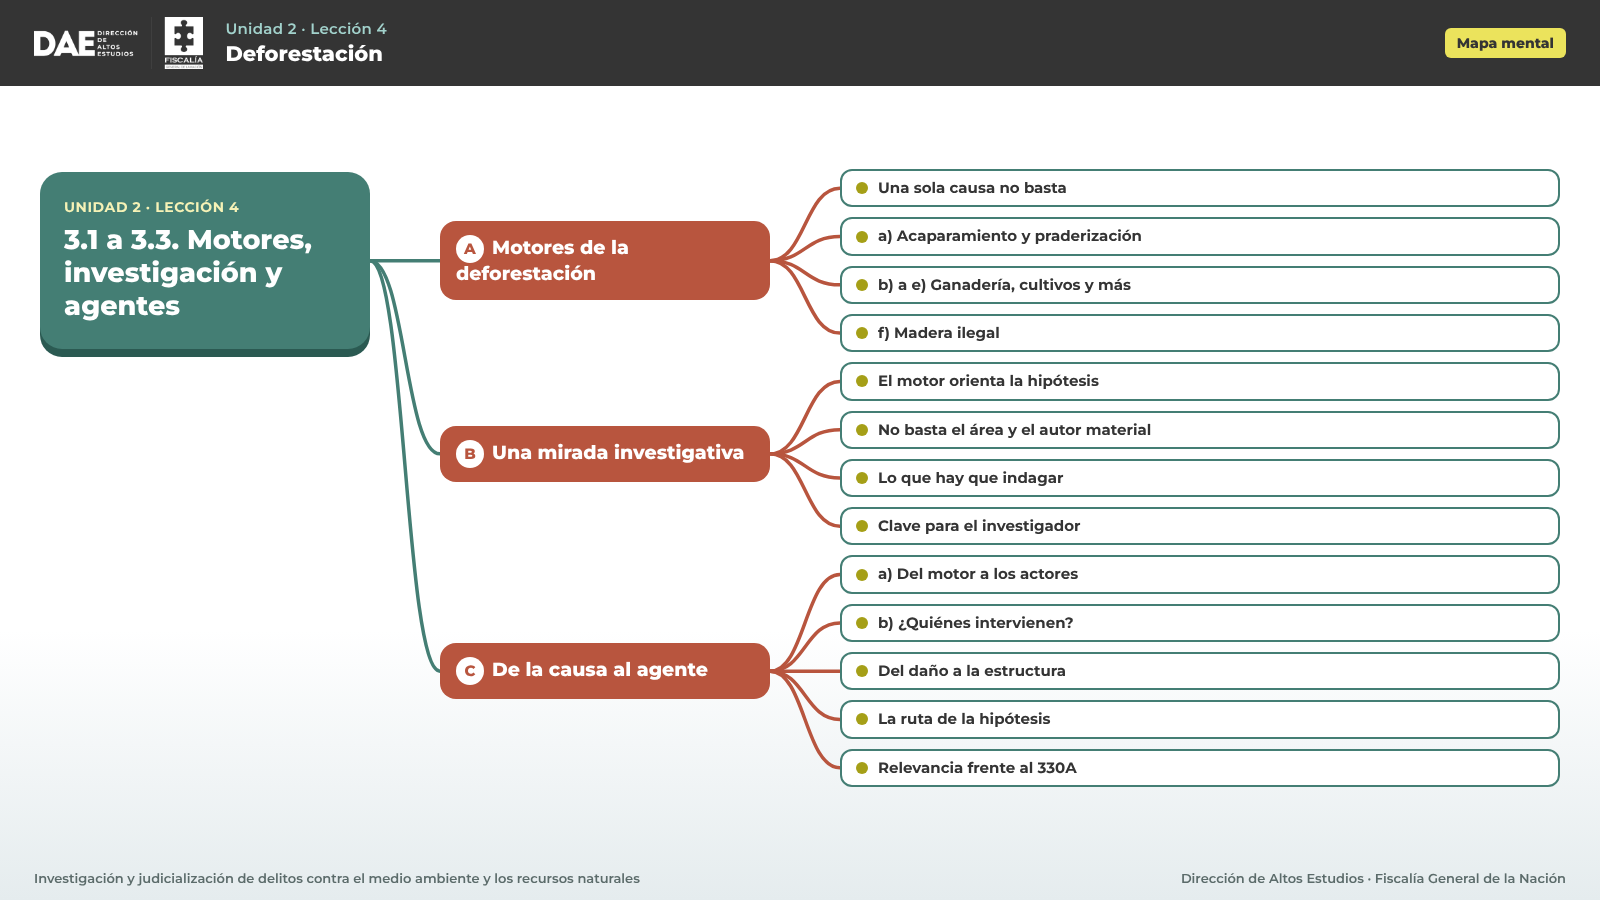 DAE DIRECCIÓN
DE
ALTOS
ESTUDIOS
FISCALÍA
Unidad 2 · Lección 4
Deforestación
Mapa mental
UNIDAD 2 · LECCIÓN 4
3.1 a 3.3. Motores,
investigación y
agentes
A Motores de la
deforestación
Una sola causa no basta
a) Acaparamiento y praderización
b) a e) Ganadería, cultivos y más
f) Madera ilegal
B Una mirada investigativa
El motor orienta la hipótesis
No basta el área y el autor material
Lo que hay que indagar
Clave para el investigador
C De la causa al agente
a) Del motor a los actores
b) ¿Quiénes intervienen?
Del daño a la estructura
La ruta de la hipótesis
Relevancia frente al 330A
Investigación y judicialización de delitos contra el medio ambiente y los recursos naturales
Dirección de Altos Estudios · Fiscalía General de la Nación